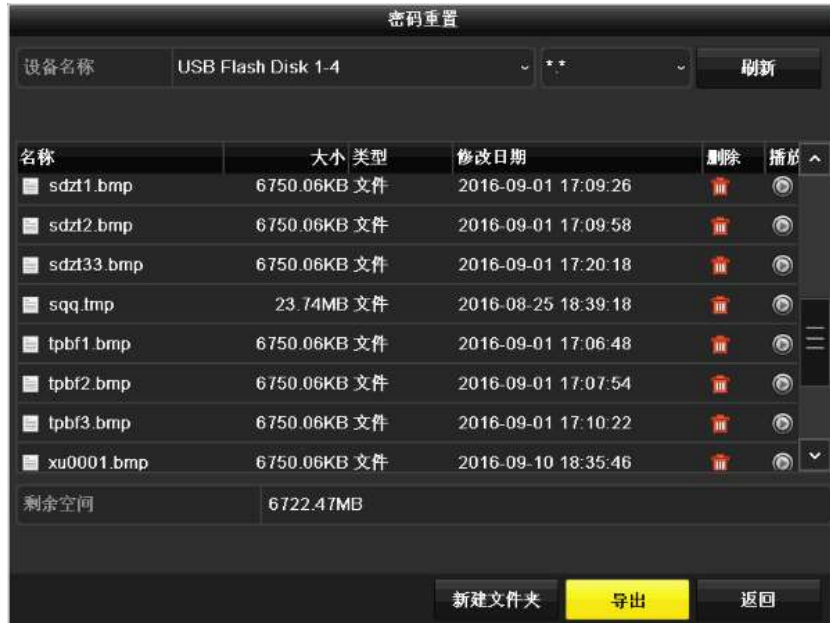 密码重置
设备名称 USB Flash Disk 1-4 *.* 刷新
名称 大小 类型 修改日期 删除 播放
sdzt1.bmp 6750.06KB 文件 2016-09-01 17:09:26
sdzt2.bmp 6750.06KB 文件 2016-09-01 17:09:58
sdzt33.bmp 6750.06KB 文件 2016-09-01 17:20:18
sqq.tmp 23.74MB 文件 2016-08-25 18:39:18
tpbf1.bmp 6750.06KB 文件 2016-09-01 17:06:48
tpbf2.bmp 6750.06KB 文件 2016-09-01 17:07:54
tpbf3.bmp 6750.06KB 文件 2016-09-01 17:10:22
xu0001.bmp 6750.06KB 文件 2016-09-10 18:35:46
剩余空间 6722.47MB
新建文件夹 导出 返回